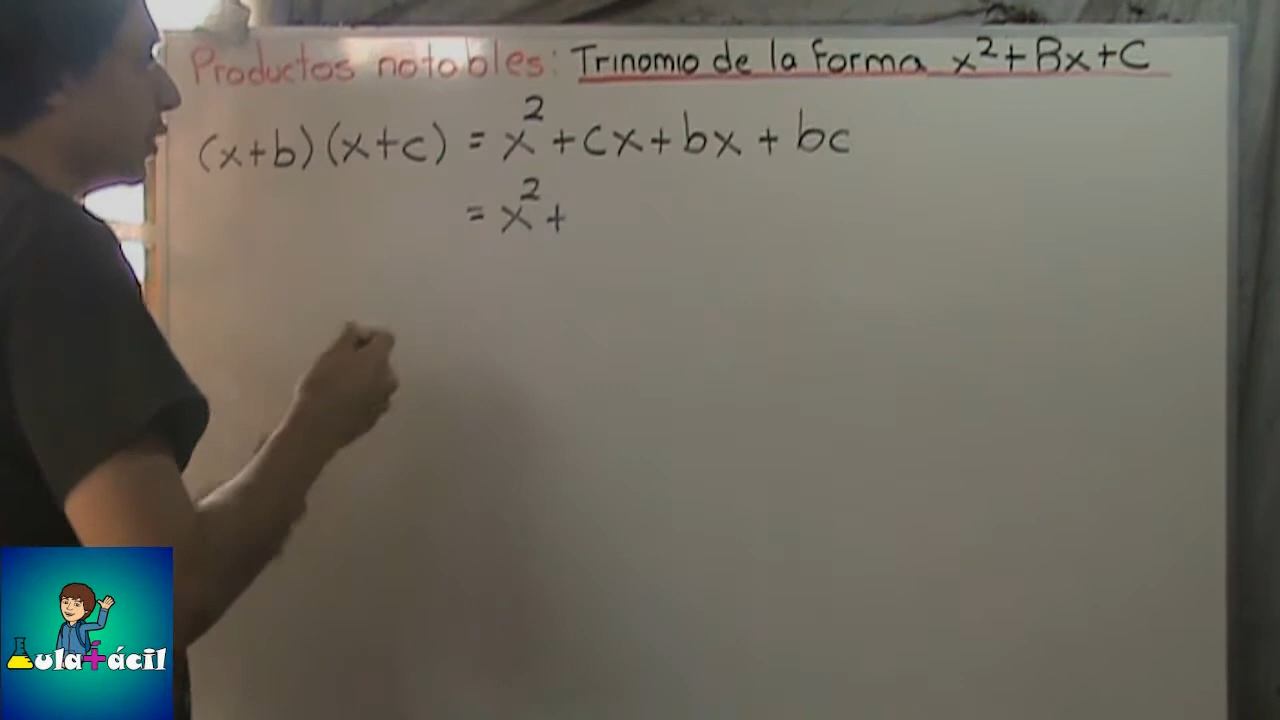 Productos notables: Trinomio de la forma x²+Bx+C
(x+b)(x+c) = x²+cx+bx+bc
= x²+
Aula+ácil